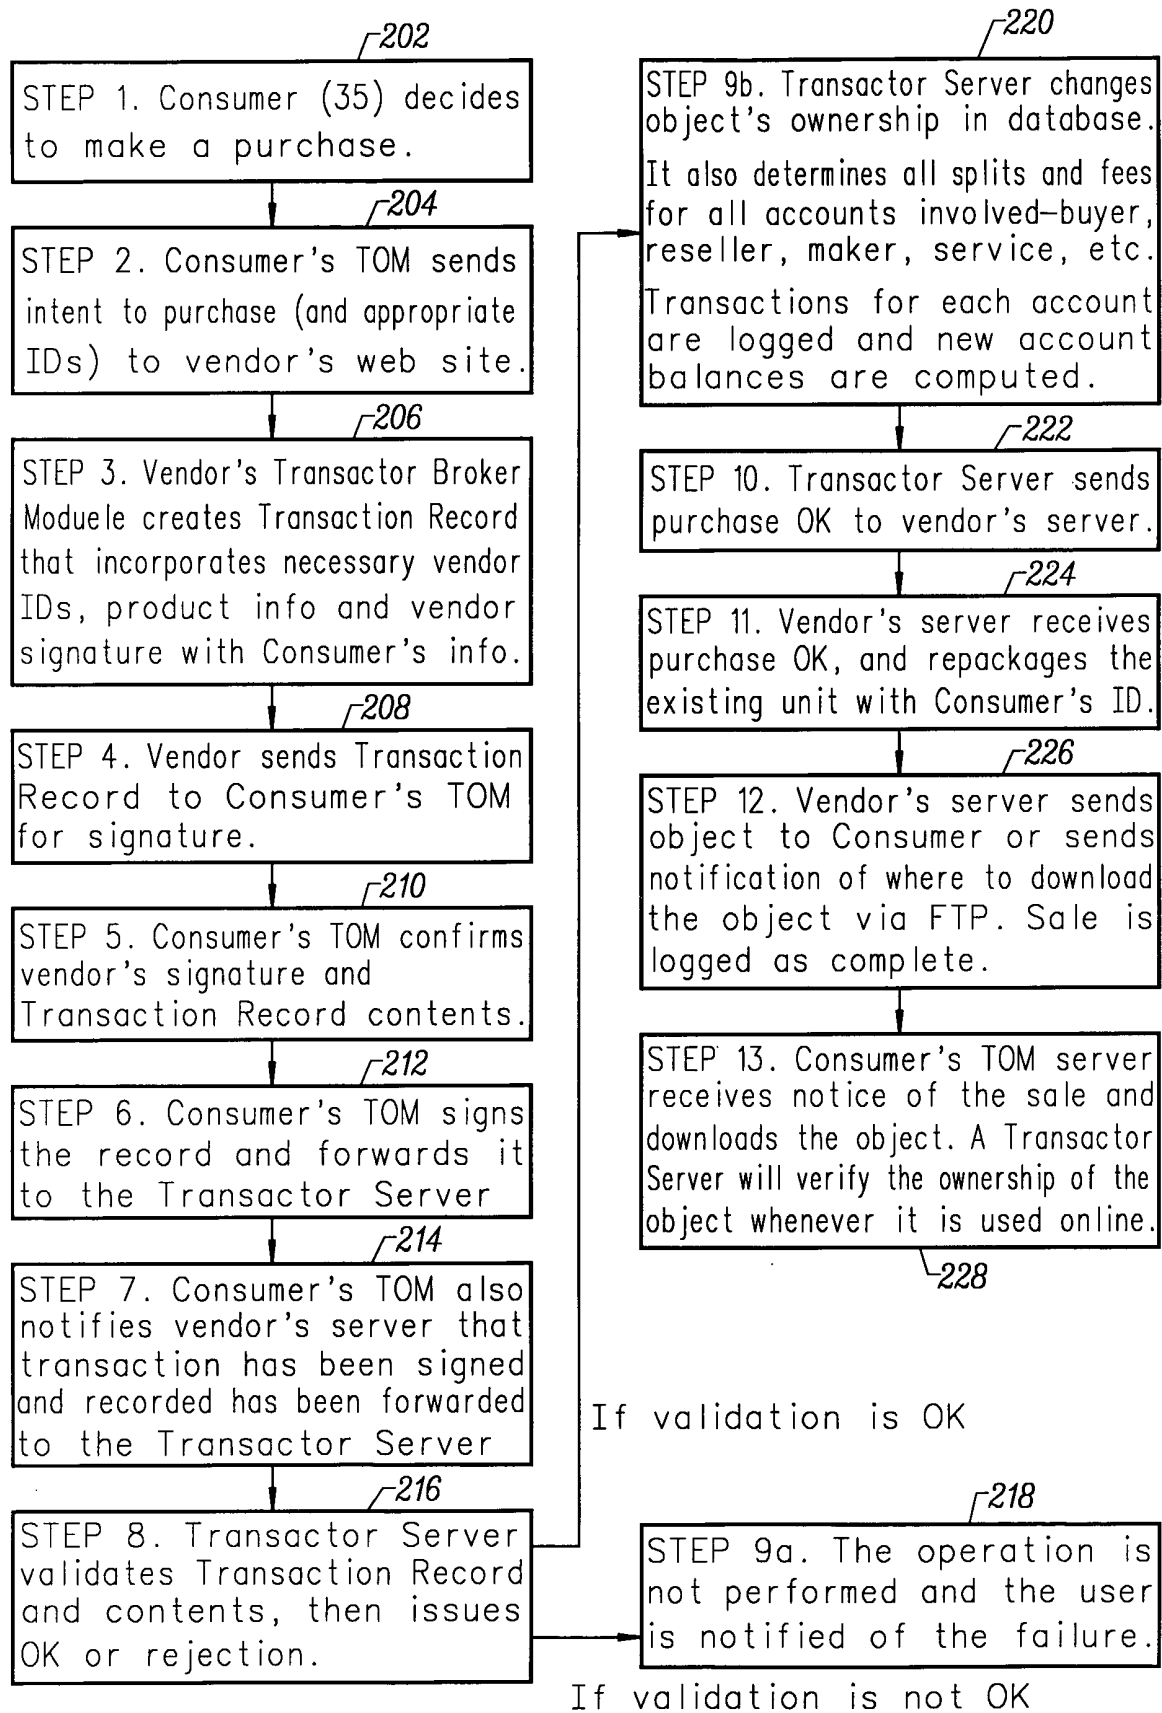 202
STEP 1. Consumer (35) decides
to make a purchase.
204
STEP 2. Consumer's TOM sends
intent to purchase (and appropriate
IDs) to vendor's web site.
206
STEP 3. Vendor's Transactor Broker
Moduele creates Transaction Record
that incorporates necessary vendor
IDs, product info and vendor
signature with Consumer's info.
208
STEP 4. Vendor sends Transaction
Record to Consumer's TOM
for signature.
210
STEP 5. Consumer's TOM confirms
vendor's signature and
Transaction Record contents.
212
STEP 6. Consumer's TOM signs
the record and forwards it
to the Transactor Server
214
STEP 7. Consumer's TOM also
notifies vendor's server that
transaction has been signed
and recorded has been forwarded
to the Transactor Server
216
STEP 8. Transactor Server
validates Transaction Record
and contents, then issues
OK or rejection.
If validation is OK
If validation is not OK
218
STEP 9a. The operation is
not performed and the user
is notified of the failure.
220
STEP 9b. Transactor Server changes
object's ownership in database.
It also determines all splits and fees
for all accounts involved–buyer,
reseller, maker, service, etc.
Transactions for each account
are logged and new account
balances are computed.
222
STEP 10. Transactor Server sends
purchase OK to vendor's server.
224
STEP 11. Vendor's server receives
purchase OK, and repackages the
existing unit with Consumer's ID.
226
STEP 12. Vendor's server sends
object to Consumer or sends
notification of where to download
the object via FTP. Sale is
logged as complete.
STEP 13. Consumer's TOM server
receives notice of the sale and
downloads the object. A Transactor
Server will verify the ownership of the
object whenever it is used online.
228